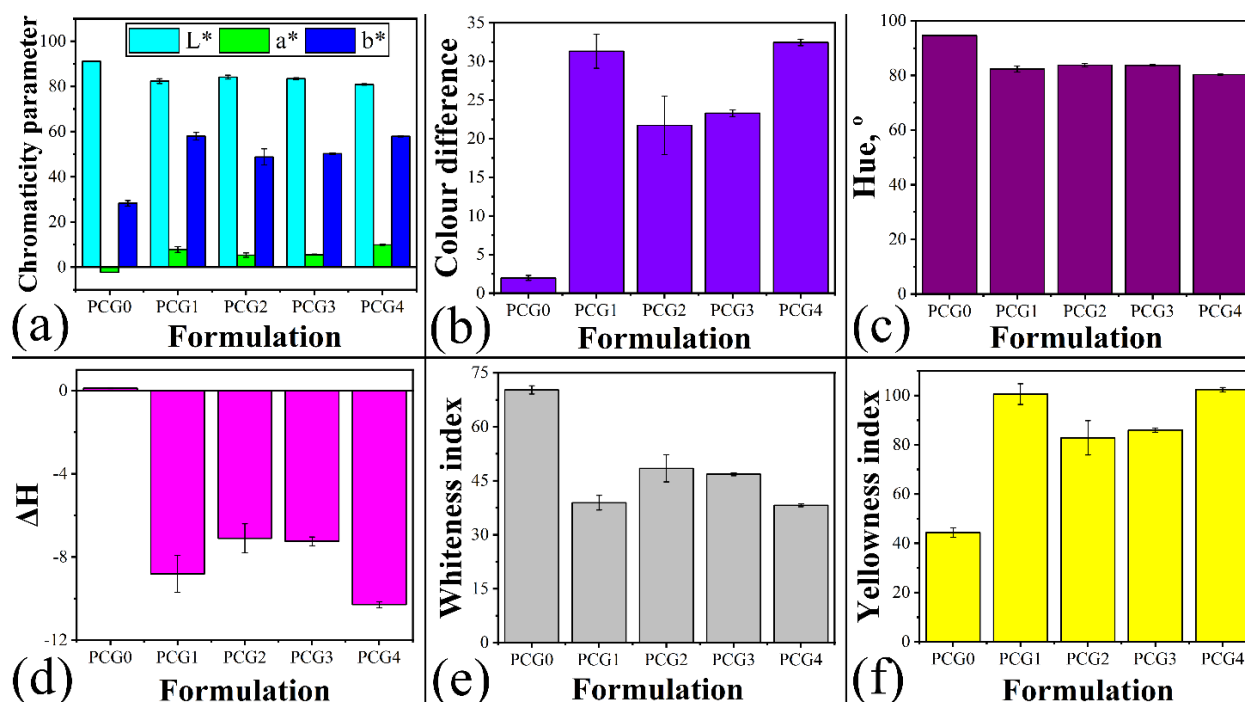 L* a* b*
Chromaticity parameter
100
80
60
40
20
0
PCG0 PCG1 PCG2 PCG3 PCG4
Formulation
(a)
Colour difference
35
30
25
20
15
10
5
0
PCG0 PCG1 PCG2 PCG3 PCG4
Formulation
(b)
Hue, °
100
80
60
40
20
0
PCG0 PCG1 PCG2 PCG3 PCG4
Formulation
(c)
ΔH
0
-4
-8
-12
PCG0 PCG1 PCG2 PCG3 PCG4
Formulation
(d)
Whiteness index
75
60
45
30
15
0
PCG0 PCG1 PCG2 PCG3 PCG4
Formulation
(e)
Yellowness index
100
80
60
40
20
0
PCG0 PCG1 PCG2 PCG3 PCG4
Formulation
(f)